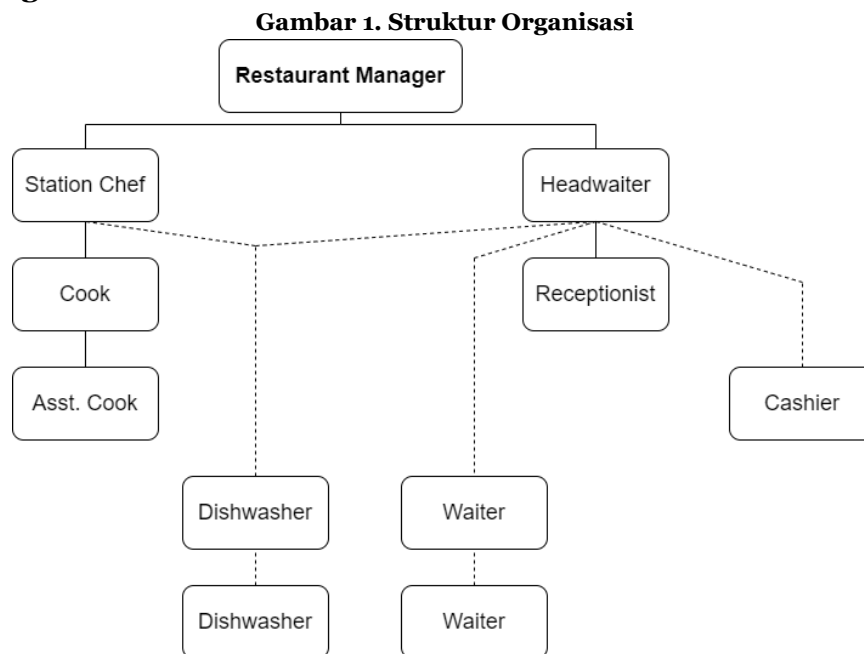 Gambar 1. Struktur Organisasi
Restaurant Manager
Station Chef
Headwaiter
Cook
Receptionist
Asst. Cook
Cashier
Dishwasher
Waiter
Dishwasher
Waiter